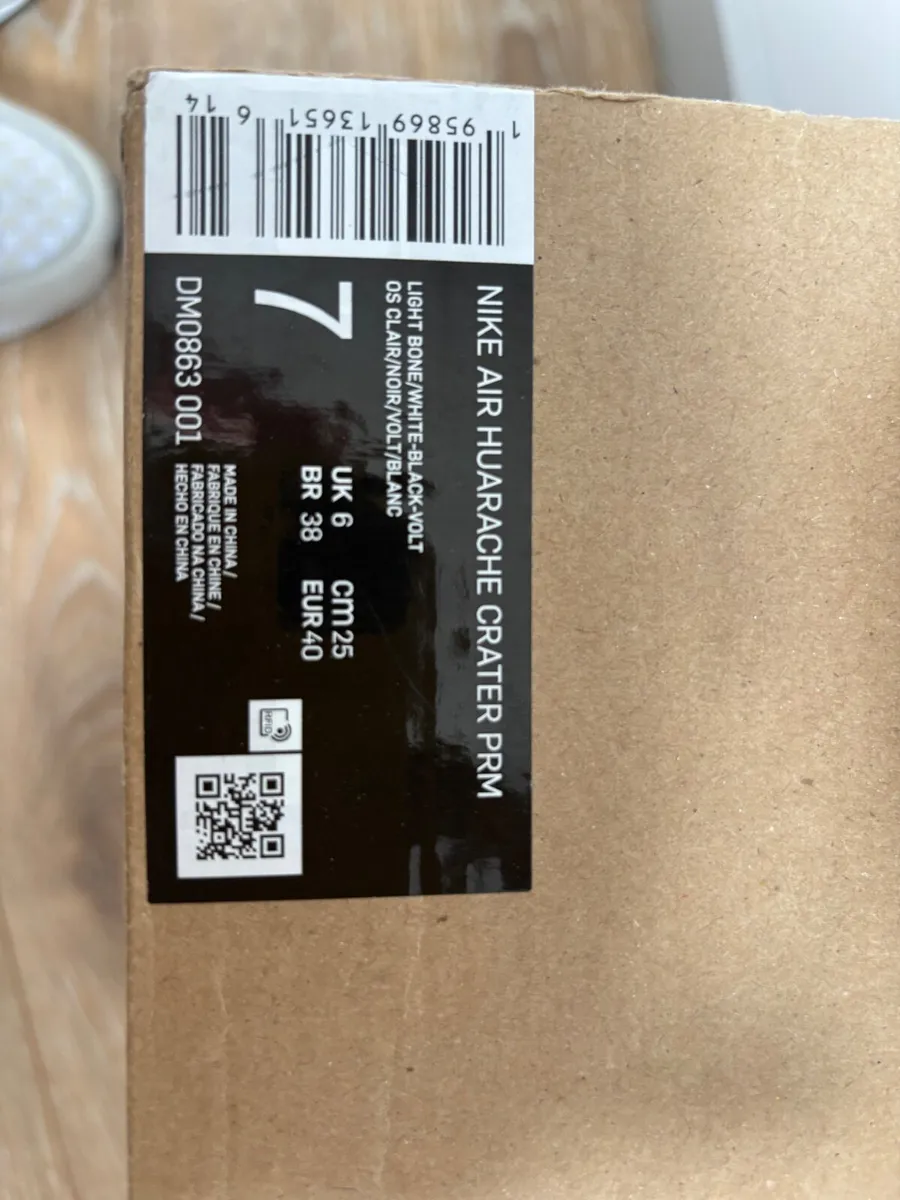 NIKE AIR HUARACHE CRATER PRM
LIGHT BONE/WHITE-BLACK-VOLT
OS CLAIR/NOIR/VOLT/BLANC
7
UK 6 cm 25
BR 38 EUR 40
DM0863 001
MADE IN CHINA/
FABRIQUE EN CHINE/
FABRICADO NA CHINA/
HECHO EN CHINA
RFID
1 95869 13651 6 14